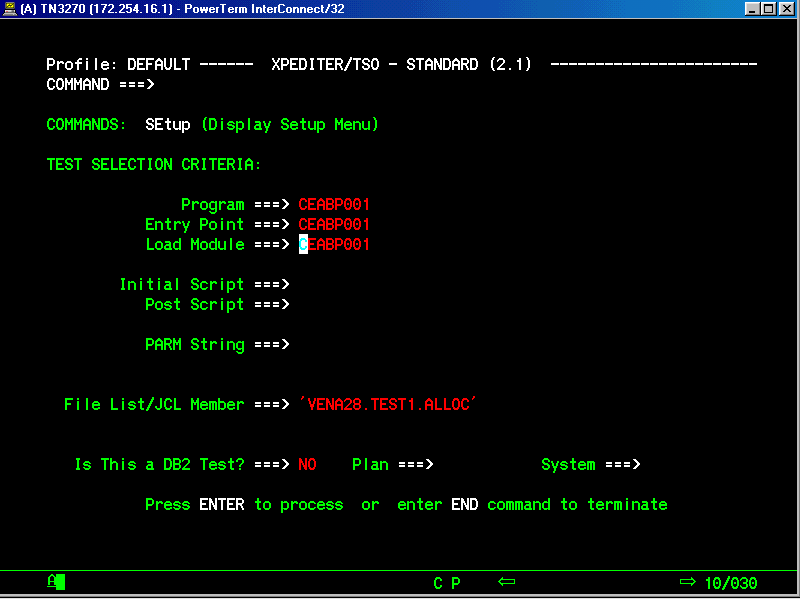 (A) TN3270 (172.254.16.1) - PowerTerm InterConnect/32
Profile: DEFAULT ------ XPEDITER/TSO - STANDARD (2.1) -----------------------
COMMAND ===>
COMMANDS: SEtup (Display Setup Menu)
TEST SELECTION CRITERIA:
Program ===> CEABP001
Entry Point ===> CEABP001
Load Module ===> CEABP001
Initial Script ===>
Post Script ===>
PARM String ===>
File List/JCL Member ===> 'VENA28.TEST1.ALLOC'
Is This a DB2 Test? ===> NO Plan ===> System ===>
Press ENTER to process or enter END command to terminate
A C P ⇦ ⇨ 10/030